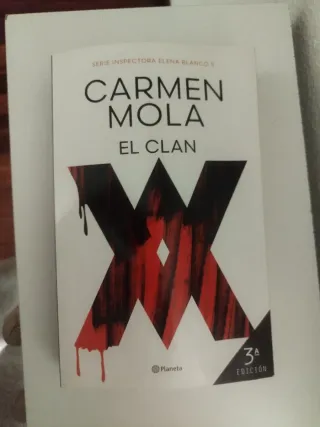 SERIE INSPECTORA ELENA BLANCO 5
CARMEN
MOLA
EL CLAN
Planeta
3ª
EDICIÓN